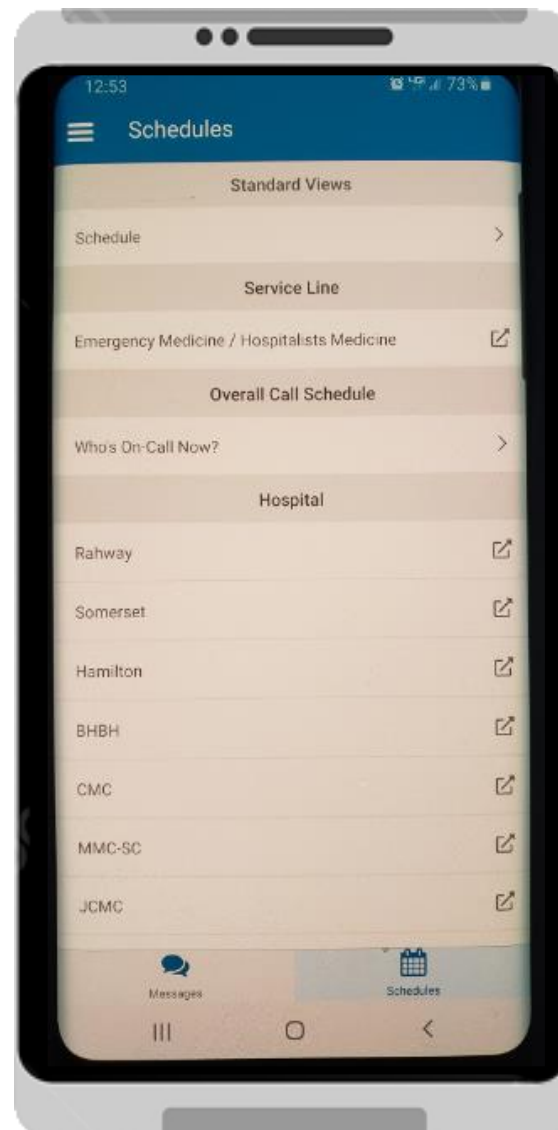 12:53
73%
Schedules
Standard Views
Schedule
Service Line
Emergency Medicine / Hospitalists Medicine
Overall Call Schedule
Who's On-Call Now?
Hospital
Rahway
Somerset
Hamilton
BHBH
CMC
MMC-SC
JCMC
Messages
Schedules